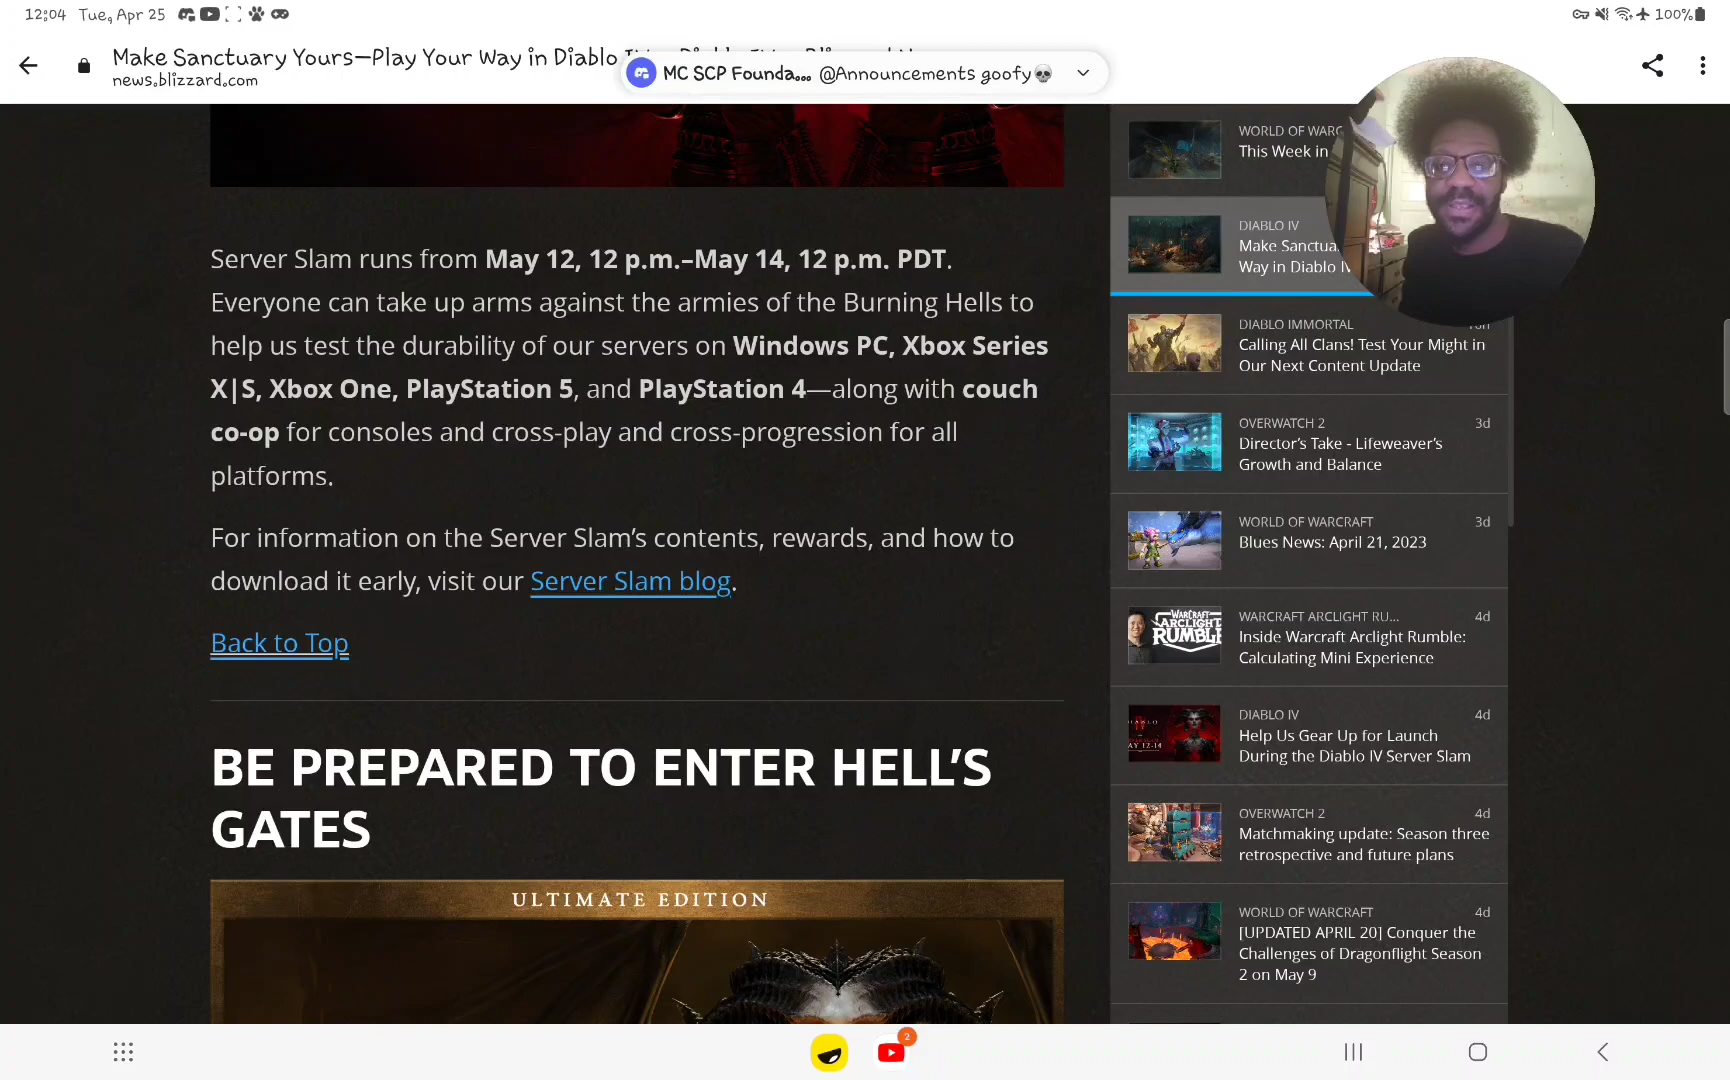 12:04 Tue, Apr 25
100%
Make Sanctuary Yours—Play Your Way in Diablo
news.blizzard.com
MC SCP Founda... @Announcements goofy💀
Server Slam runs from May 12, 12 p.m.–May 14, 12 p.m. PDT.
Everyone can take up arms against the armies of the Burning Hells to
help us test the durability of our servers on Windows PC, Xbox Series
X|S, Xbox One, PlayStation 5, and PlayStation 4—along with couch
co-op for consoles and cross-play and cross-progression for all
platforms.
For information on the Server Slam’s contents, rewards, and how to
download it early, visit our Server Slam blog.
Back to Top
BE PREPARED TO ENTER HELL’S
GATES
ULTIMATE EDITION
WORLD OF WARC
This Week in
DIABLO IV
Make Sanctua
Way in Diablo IV
DIABLO IMMORTAL
Calling All Clans! Test Your Might in
Our Next Content Update
OVERWATCH 2 3d
Director’s Take - Lifeweaver’s
Growth and Balance
WORLD OF WARCRAFT 3d
Blues News: April 21, 2023
WARCRAFT ARCLIGHT RU... 4d
Inside Warcraft Arclight Rumble:
Calculating Mini Experience
WARCRAFT
ARCLIGHT
RUMBLE
DIABLO IV 4d
Help Us Gear Up for Launch
During the Diablo IV Server Slam
OVERWATCH 2 4d
Matchmaking update: Season three
retrospective and future plans
WORLD OF WARCRAFT 4d
[UPDATED APRIL 20] Conquer the
Challenges of Dragonflight Season
2 on May 9
2